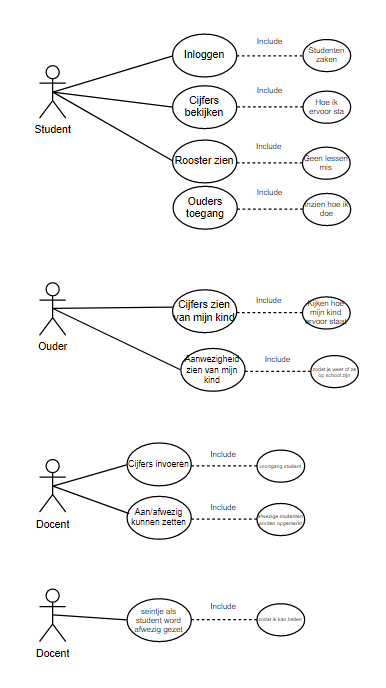 Include
Inloggen
Studenten
zaken
Include
Cijfers
bekijken
Hoe ik
ervoor sta
Student
Include
Rooster zien
Geen lessen
mis
Include
Ouders
toegang
inzien hoe ik
doe
Include
Cijfers zien
van mijn kind
Kijken hoe
mijn kind
ervoor staat
Ouder
Include
Aanwezigheid
zien van mijn
kind
zodat je weet of ze
op school zijn
Include
Cijfers invoeren
voortgang student
Include
Aan/afwezig
kunnen zetten
afwezige studenten
worden opgemerkt
Docent
Include
seintje als
student word
afwezig gezet
zodat ik kan bellen
Docent